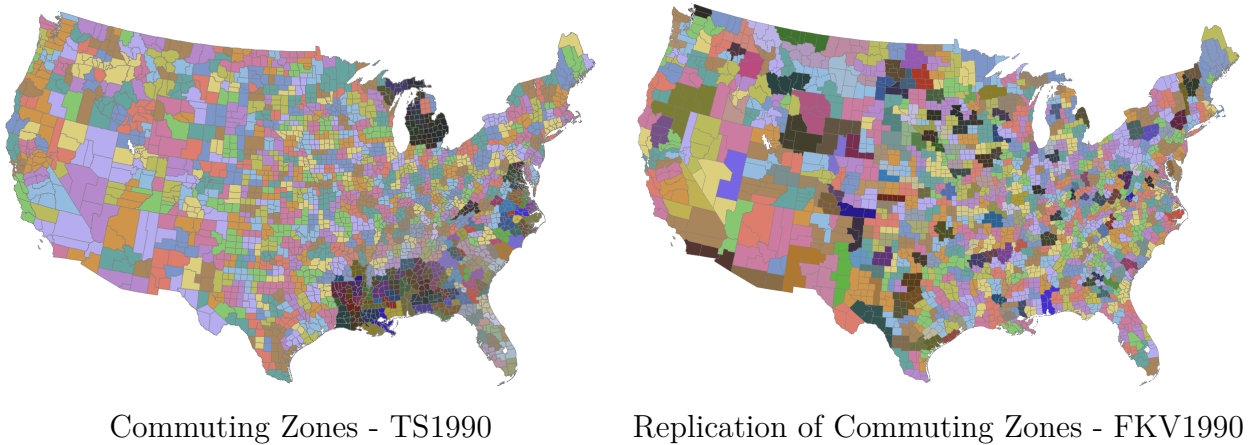 Commuting Zones - TS1990
Replication of Commuting Zones - FKV1990